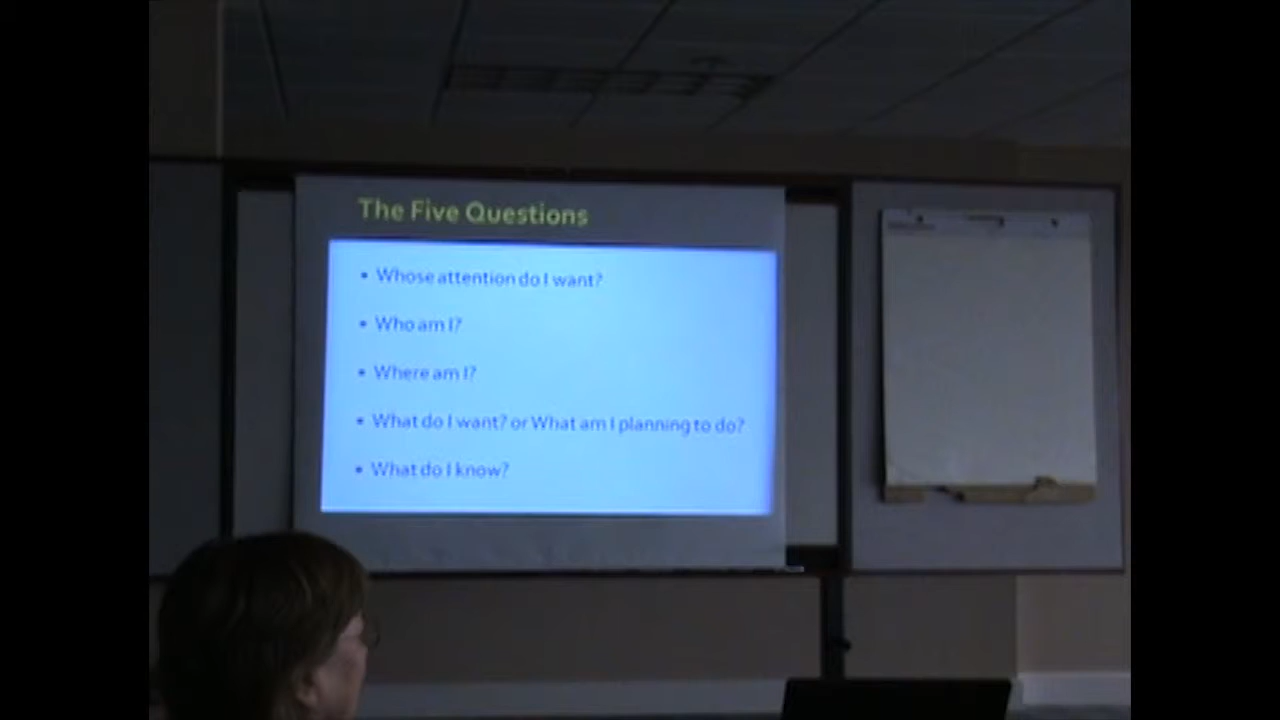 The Five Questions
• Whose attention do I want?
• Who am I?
• Where am I?
• What do I want? or What am I planning to do?
• What do I know?